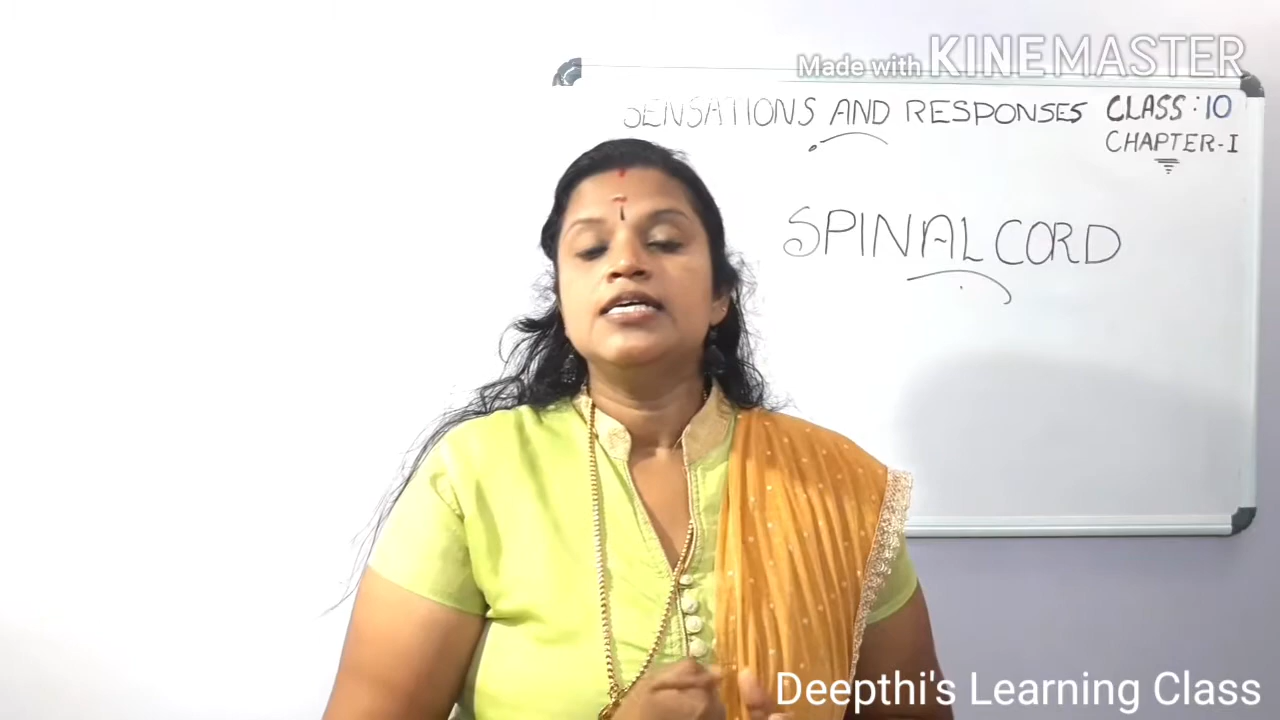 Made with KINEMASTER
SENSATIONS AND RESPONSES CLASS: 10
CHAPTER-I
SPINAL CORD
Deepthi's Learning Class